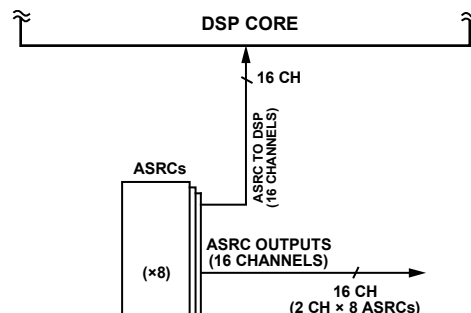 DSP CORE
16 CH
ASRC TO DSP
(16 CHANNELS)
ASRCs
(×8)
ASRC OUTPUTS
(16 CHANNELS)
16 CH
(2 CH × 8 ASRCs)